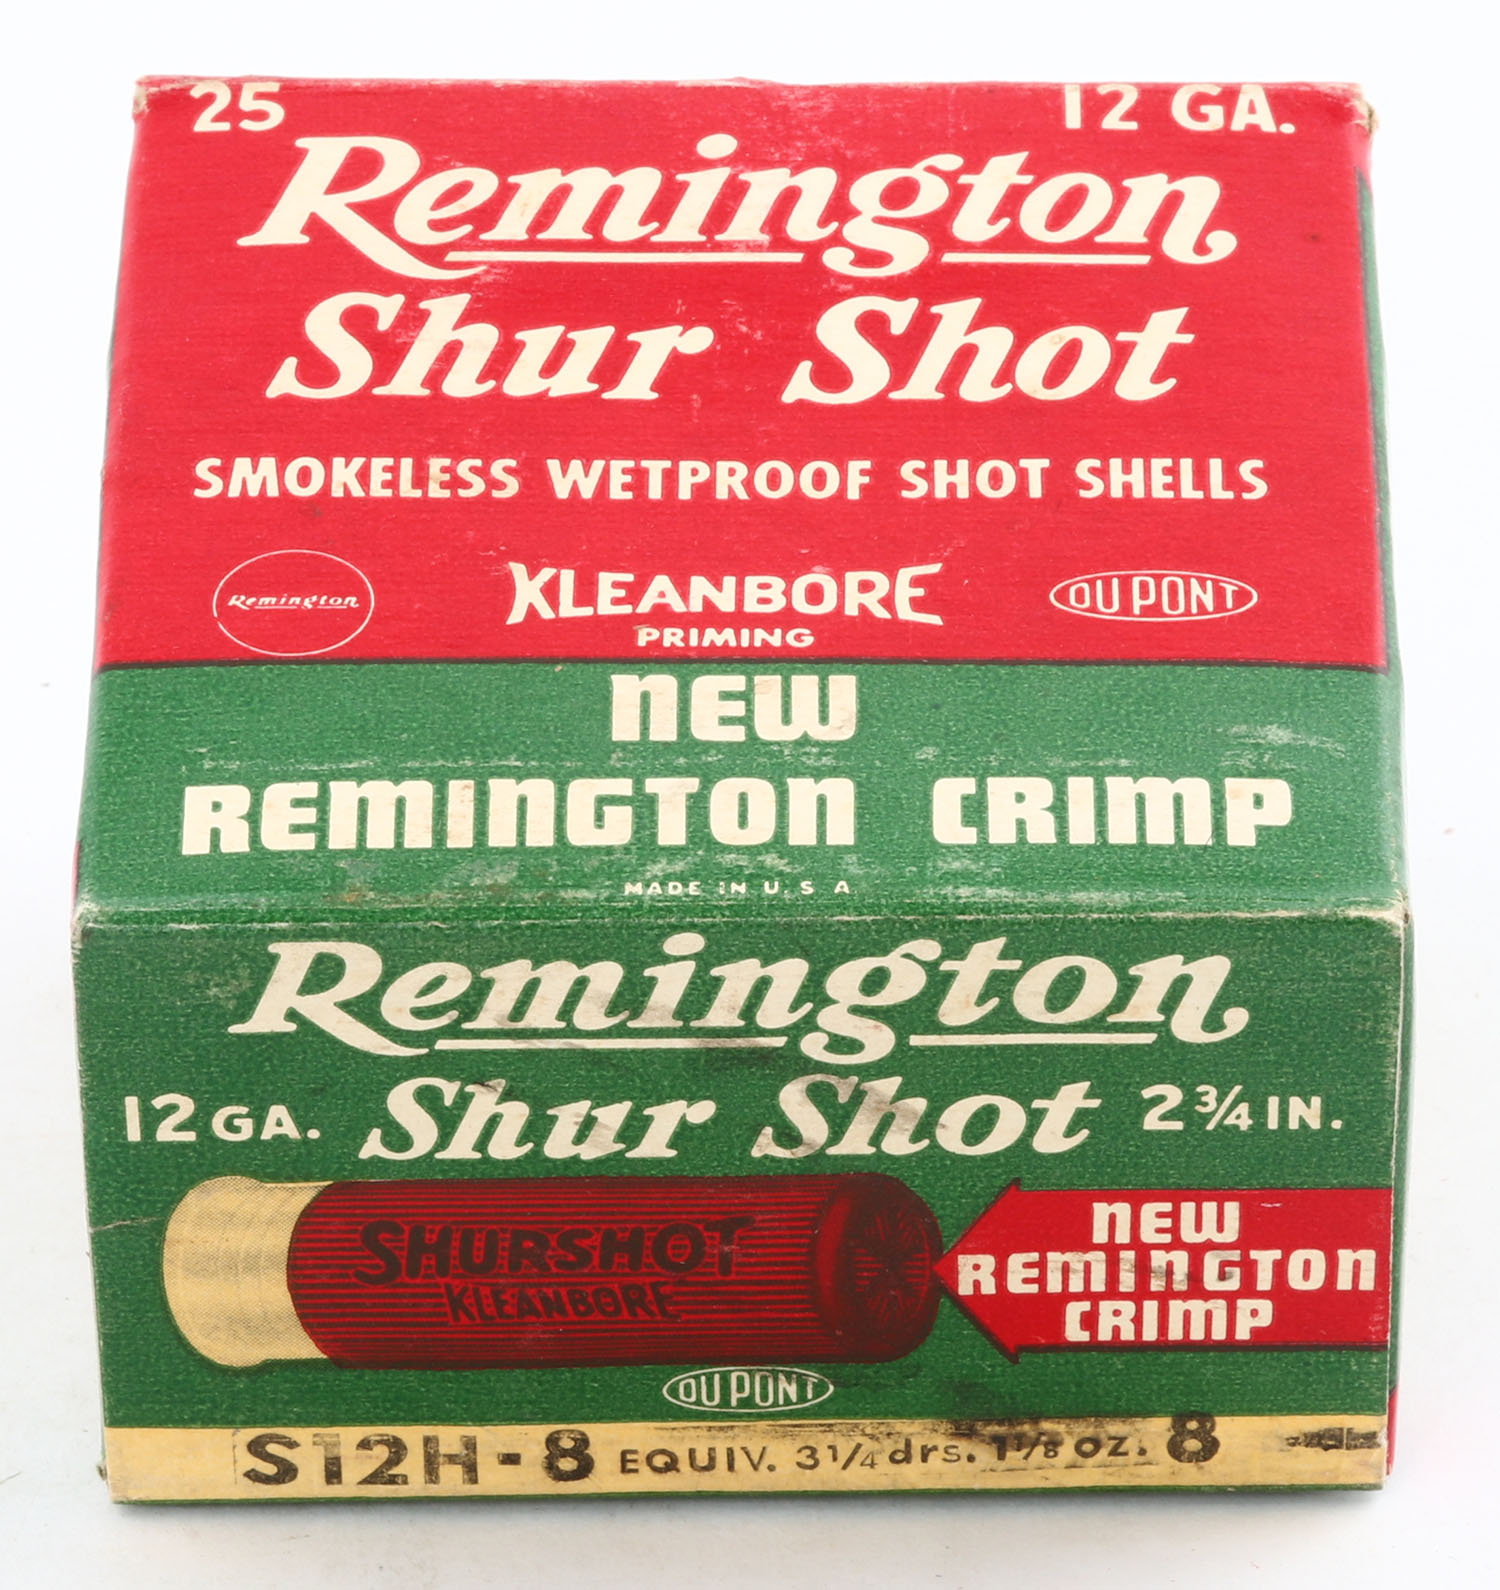 25 12 GA.
Remington
Shur Shot
SMOKELESS WETPROOF SHOT SHELLS
Remington KLEANBORE DU PONT
PRIMING
NEW
REMINGTON CRIMP
MADE IN U. S A
Remington
12 GA. Shur Shot 2 3/4 IN.
SHURSHOT
KLEANBORE
NEW
REMINGTON
CRIMP
DU PONT
S12H-8 EQUIV. 3 1/4 drs. 1 1/8 oz. 8